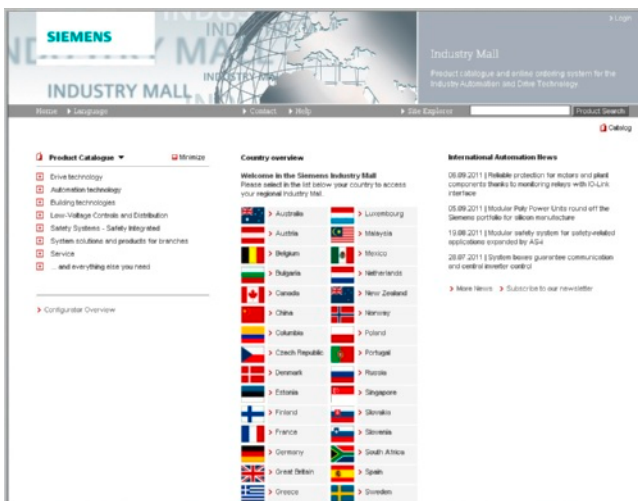 SIEMENS
INDUSTRY MALL
Login
Industry Mall
Product catalogue and online ordering system for the
Industry Automation and Drive Technology
Home Language Contact Help Site Explorer Product Search
Catalog
Product Catalogue Minimize
Drive technology
Automation technology
Building technologies
Low-Voltage Controls and Distribution
Safety Systems - Safety Integrated
System solutions and products for branches
Service
... and everything else you need
Configurator Overview
Country overview
Welcome in the Siemens Industry Mall
Please select in the list below your country to access
your regional Industry Mall.
Australia Luxembourg
Austria Malaysia
Belgium Mexico
Bulgaria Netherlands
Canada New Zealand
China Norway
Columbia Poland
Czech Republic Portugal
Denmark Russia
Estonia Singapore
Finland Slovakia
France Slovenia
Germany South Africa
Great Britain Spain
Greece Sweden
International Automation News
.09.2011 | Reliable protection for motors and plant
components thanks to monitoring relays with IO-Link
interface
05.09.2011 | Modular Poly Power Units round off the
Siemens portfolio for silicon manufacture
19.08.2011 | Modular safety system for safety-related
applications expanded by AS-i
.07.2011 | System boxes guarantee communication
and control inverter control
More News Subscribe to our newsletter